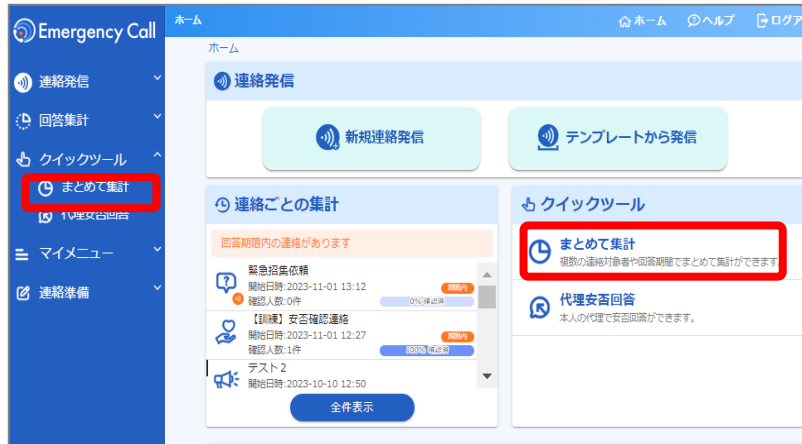 Emergency Call
ホーム
ホーム
ヘルプ
ログア
ホーム
連絡発信
回答集計
クイックツール
まとめて集計
代理安否回答
マイメニュー
連絡準備
連絡発信
新規連絡発信
テンプレートから発信
連絡ごとの集計
回答期限内の連絡があります
緊急招集依頼
開始日時:2023-11-01 13:12
期限内
確認人数:0件
0% 確認済
【訓練】安否確認連絡
開始日時:2023-11-01 12:27
期限内
確認人数:1件
100% 確認済
テスト2
開始日時:2023-10-10 12:50
全件表示
クイックツール
まとめて集計
複数の連絡対象者や回答期間でまとめて集計ができます
代理安否回答
本人の代理で安否回答ができます。